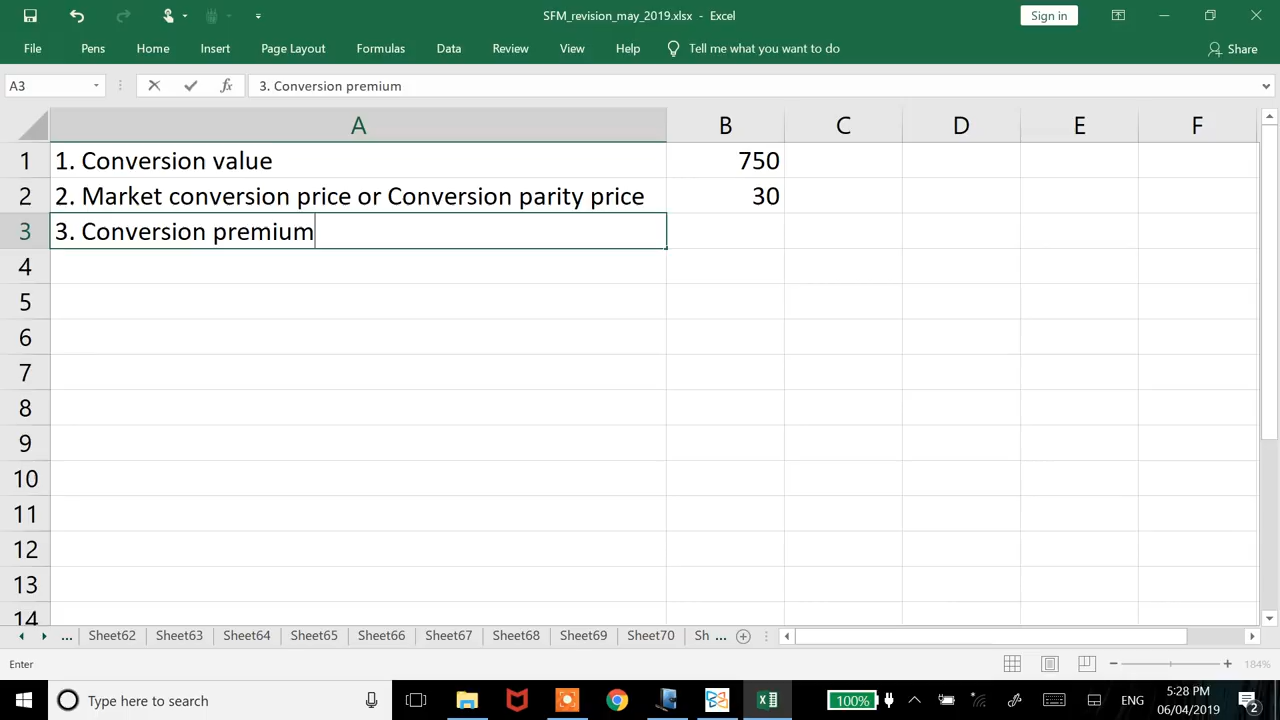 SFM_revision_may_2019.xlsx - Excel
Sign in
File Pens Home Insert Page Layout Formulas Data Review View Help Tell me what you want to do Share
A3 fx 3. Conversion premium
A B C D E F
1 1. Conversion value 750
2 2. Market conversion price or Conversion parity price 30
3 3. Conversion premium
4
5
6
7
8
9
10
11
12
13
14
... Sheet62 Sheet63 Sheet64 Sheet65 Sheet66 Sheet67 Sheet68 Sheet69 Sheet70 Sh ...
Enter 184%
Type here to search 100% ENG 5:28 PM
06/04/2019 2